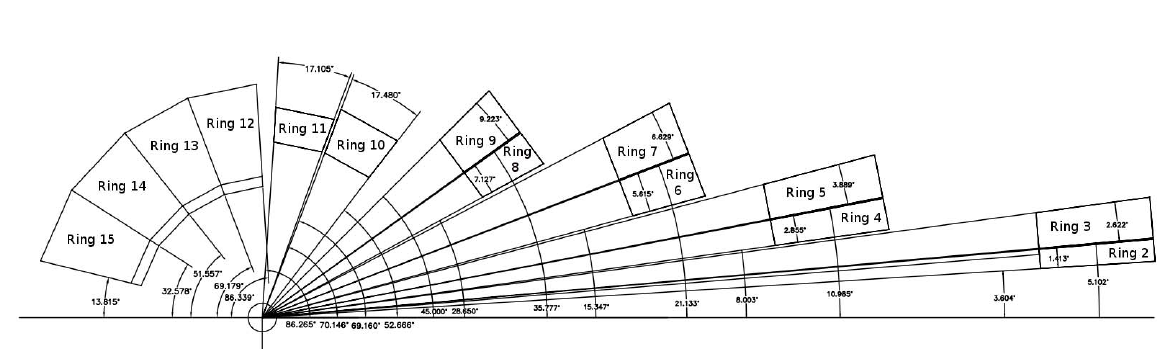 17.105°
17.480°
Ring 12
Ring 11
Ring 13
Ring 10
Ring 14
Ring 15
9.223°
Ring 9
Ring
8
7.127°
6.629°
Ring 7
Ring
6
5.615°
Ring 5
3.889°
2.855°
Ring 4
Ring 3
2.622°
1.413°
Ring 2
13.815°
32.578°
51.557°
69.179°
86.339°
86.265°
70.146°
69.160°
52.666°
45.000°
28.650°
35.777°
15.347°
21.133°
8.003°
10.985°
3.604°
5.102°